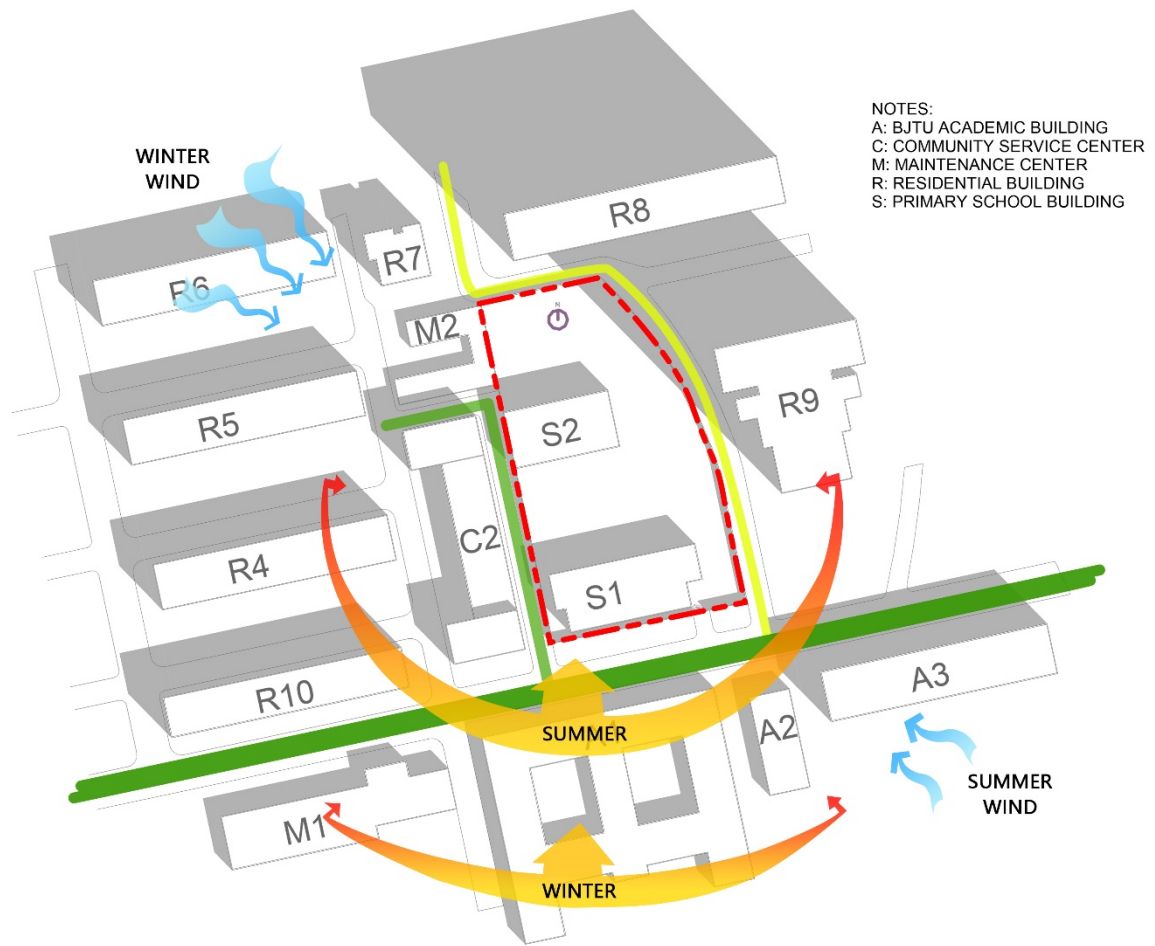 NOTES:
A: BJTU ACADEMIC BUILDING
C: COMMUNITY SERVICE CENTER
M: MAINTENANCE CENTER
R: RESIDENTIAL BUILDING
S: PRIMARY SCHOOL BUILDING
WINTER
WIND
R8
R7
R6
M2
N
R5
S2
R9
C2
R4
S1
R10
A3
A2
SUMMER
SUMMER
WIND
M1
WINTER